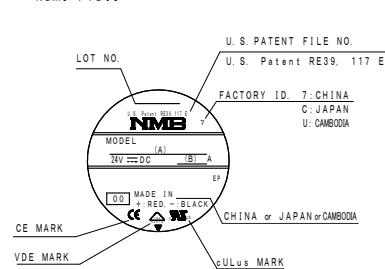 U.S.PATENT FILE NO.
LOT NO.
U.S. Patent RE39, 117 E
FACTORY ID. 7:CHINA
C:JAPAN
U:CAMBODIA
U.S. Patent RE39,117 E
NMB
7
MODEL
(A)
24V DC (B) A
EP
00 MADE IN
+:RED, -:BLACK
CHINA or JAPAN or CAMBODIA
CE
CE MARK
VDE MARK
cULus MARK